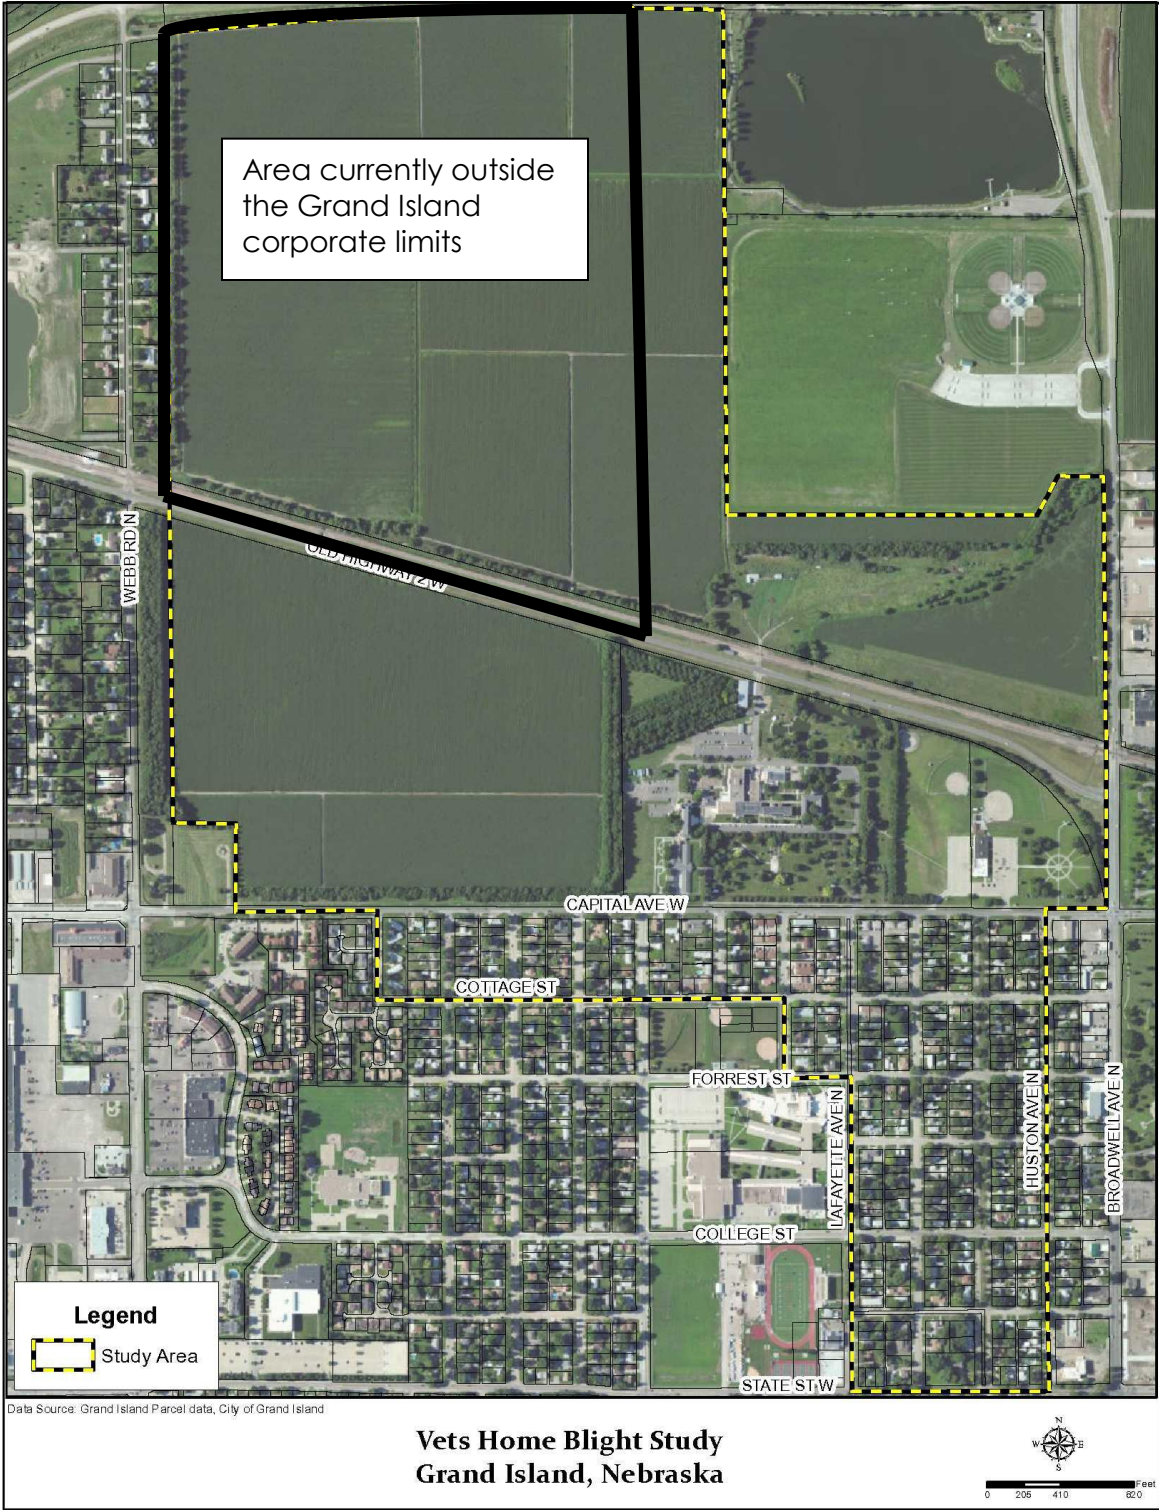 Area currently outside
the Grand Island
corporate limits
WEBB RD N
OLD HIGHWAY 2 W
CAPITAL AVE W
COTTAGE ST
FORREST ST
LAFAYETTE AVE N
HUSTON AVE N
BROADWELL AVE N
COLLEGE ST
STATE ST W
Legend
Study Area
Data Source: Grand Island Parcel data, City of Grand Island
Vets Home Blight Study
Grand Island, Nebraska
N
W E
S
Feet
0 205 410 820